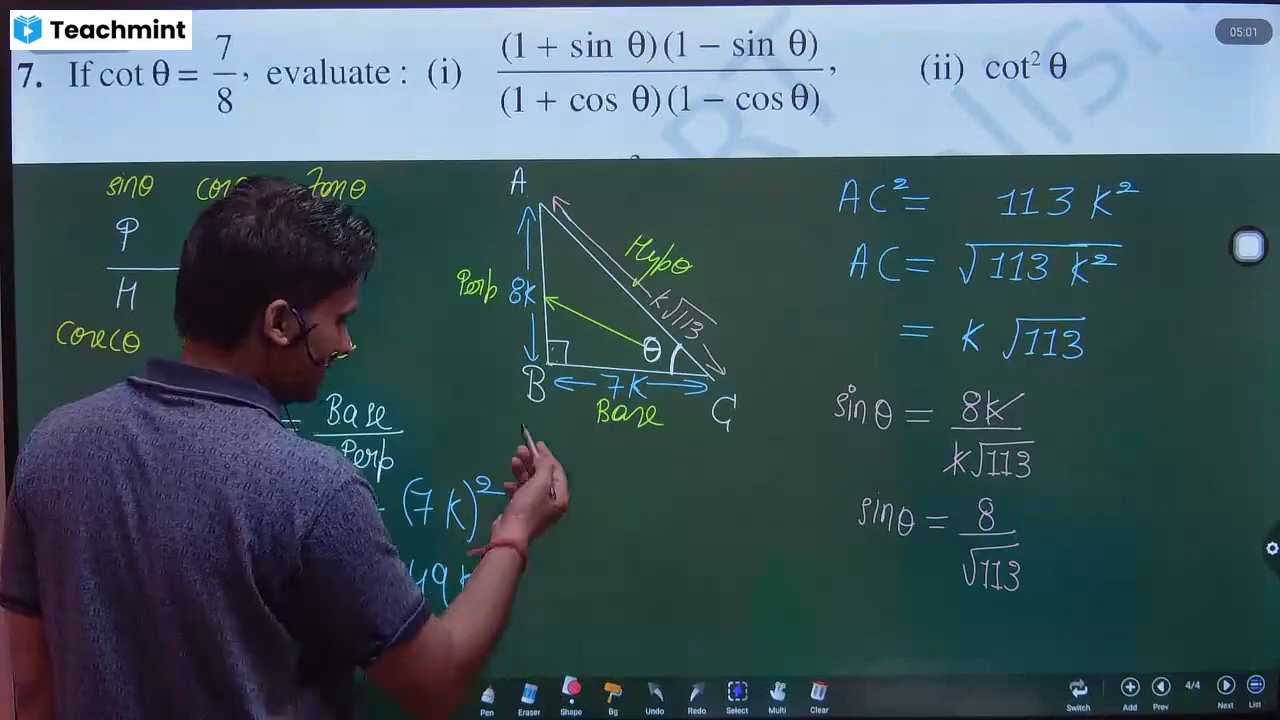 Teachmint
05:01
7. If cot θ = 7/8, evaluate : (i) (1 + sin θ)(1 − sin θ)/(1 + cos θ)(1 − cos θ), (ii) cot² θ
sinθ tanθ
P
H
cosecθ
= Base/Perp
(7K)²
49
A
Perp 8K
Hypo
K√113
θ
B 7K C
Base
AC² = 113 K²
AC = √113 K²
= K √113
sinθ = 8K/K√113
sinθ = 8/√113
Pen Eraser Shape Bg Undo Redo Select Multi Clear
Switch Add Prev 4/4 Next List